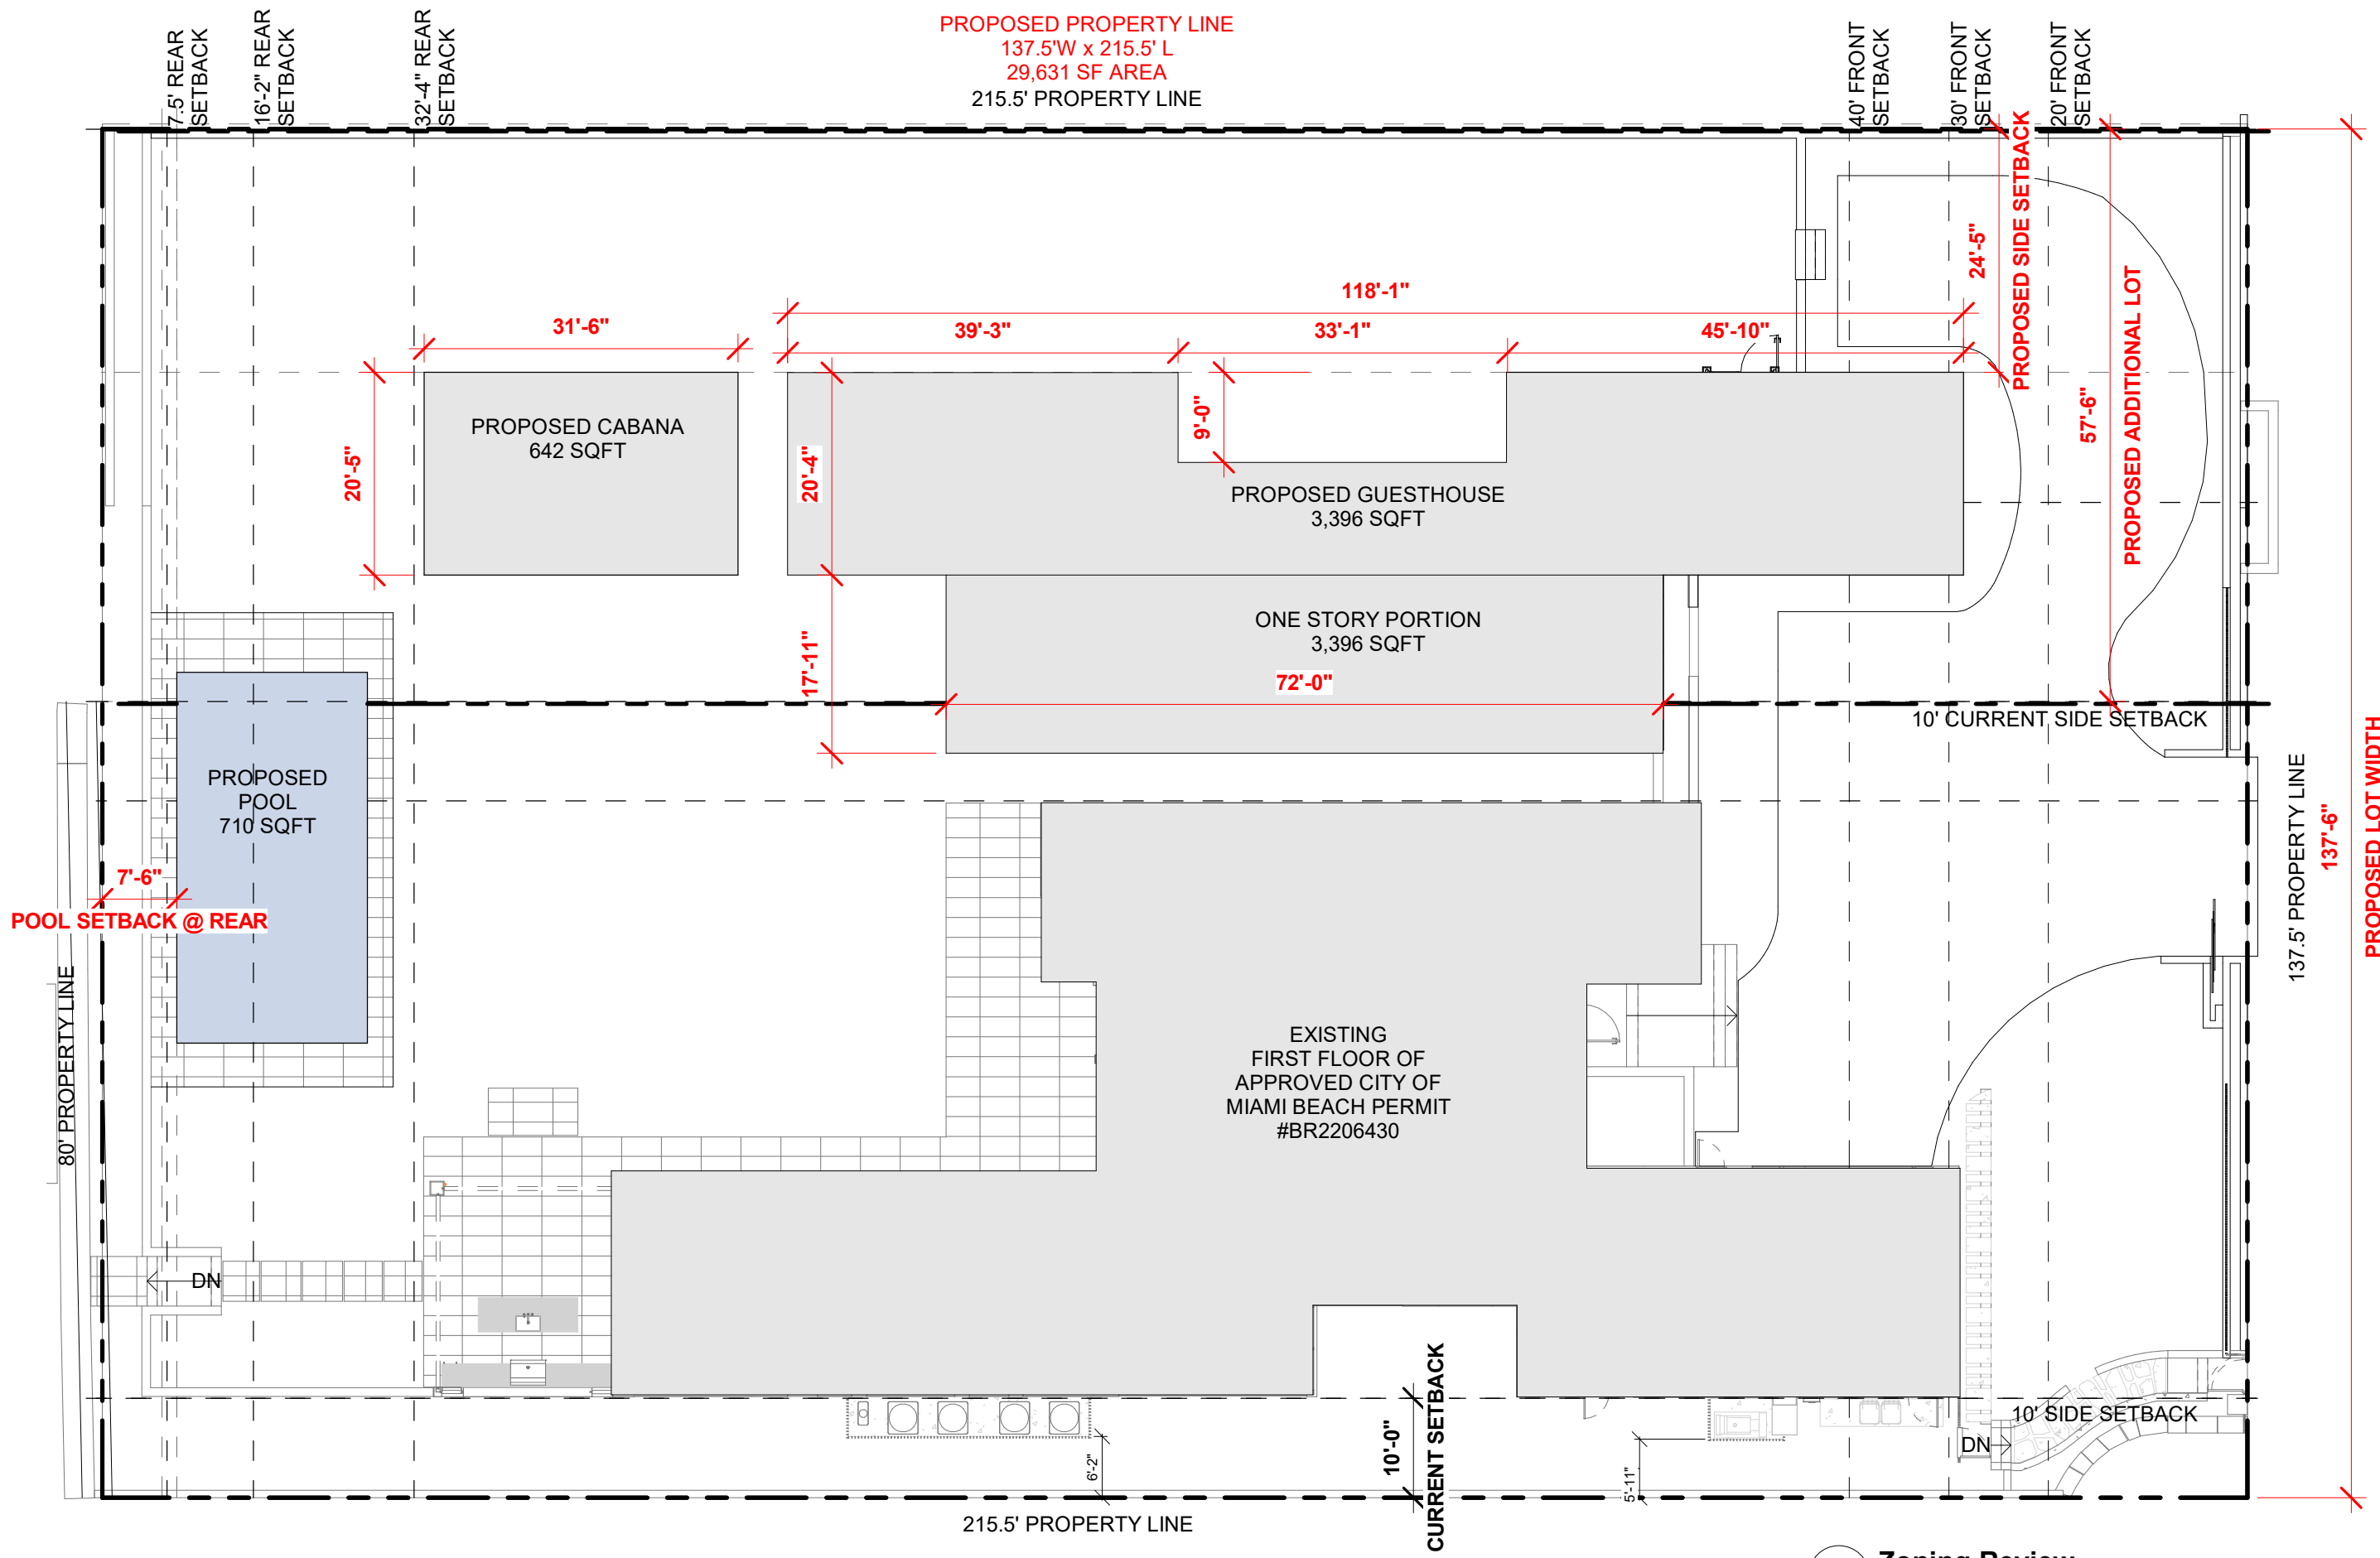 PROPOSED PROPERTY LINE
137.5'W x 215.5' L
29,631 SF AREA
215.5' PROPERTY LINE
7.5' REAR
SETBACK
16'-2" REAR
SETBACK
32'-4" REAR
SETBACK
40' FRONT
SETBACK
30' FRONT
SETBACK
20' FRONT
SETBACK
PROPOSED SIDE SETBACK
24'-5"
118'-1"
31'-6"
39'-3"
33'-1"
45'-10"
9'-0"
57'-6"
PROPOSED ADDITIONAL LOT
PROPOSED CABANA
642 SQFT
20'-5"
20'-4"
PROPOSED GUESTHOUSE
3,396 SQFT
ONE STORY PORTION
3,396 SQFT
17'-11"
72'-0"
10' CURRENT SIDE SETBACK
PROPOSED
POOL
710 SQFT
7'-6"
POOL SETBACK @ REAR
80' PROPERTY LINE
137.5' PROPERTY LINE
137'-6"
PROPOSED LOT WIDTH
EXISTING
FIRST FLOOR OF
APPROVED CITY OF
MIAMI BEACH PERMIT
#BR2206430
DN
10'-0"
CURRENT SETBACK
6'-2"
5'-11"
10' SIDE SETBACK
DN
215.5' PROPERTY LINE
Zoning Review